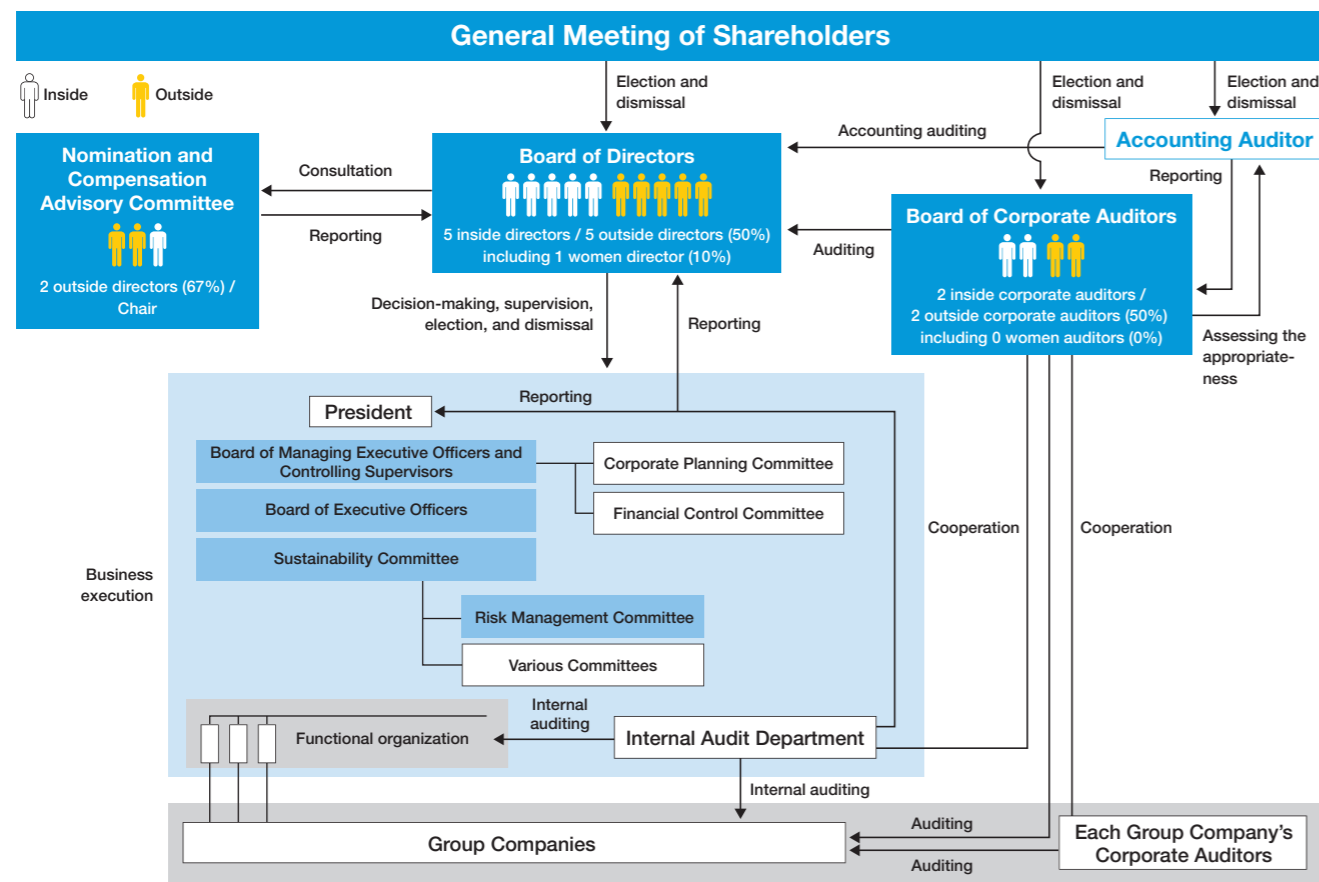 General Meeting of Shareholders
Inside
Outside
Election and
dismissal
Election and
dismissal
Election and
dismissal
Nomination and
Compensation
Advisory Committee
2 outside directors (67%) /
Chair
Consultation
Reporting
Board of Directors
5 inside directors / 5 outside directors (50%)
including 1 women director (10%)
Accounting auditing
Accounting Auditor
Reporting
Auditing
Board of Corporate Auditors
2 inside corporate auditors /
2 outside corporate auditors (50%)
including 0 women auditors (0%)
Assessing the
appropriate-
ness
Decision-making, supervision,
election, and dismissal
Reporting
President
Reporting
Board of Managing Executive Officers and
Controlling Supervisors
Corporate Planning Committee
Board of Executive Officers
Financial Control Committee
Cooperation
Cooperation
Sustainability Committee
Business
execution
Risk Management Committee
Various Committees
Functional organization
Internal
auditing
Internal Audit Department
Internal auditing
Group Companies
Auditing
Auditing
Each Group Company's
Corporate Auditors